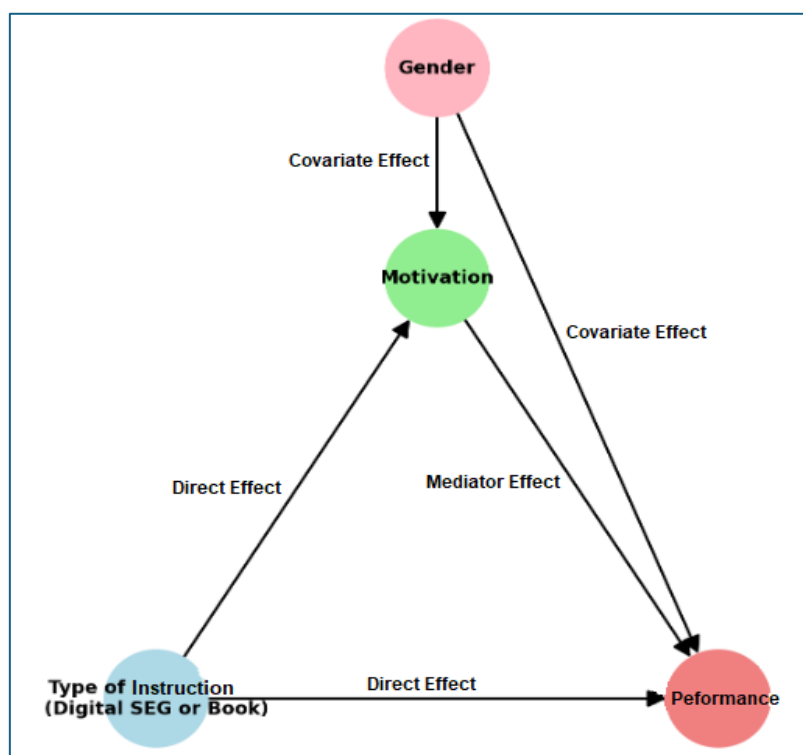 Gender
Covariate Effect
Motivation
Covariate Effect
Direct Effect
Mediator Effect
Type of Instruction
(Digital SEG or Book)
Direct Effect
Peformance